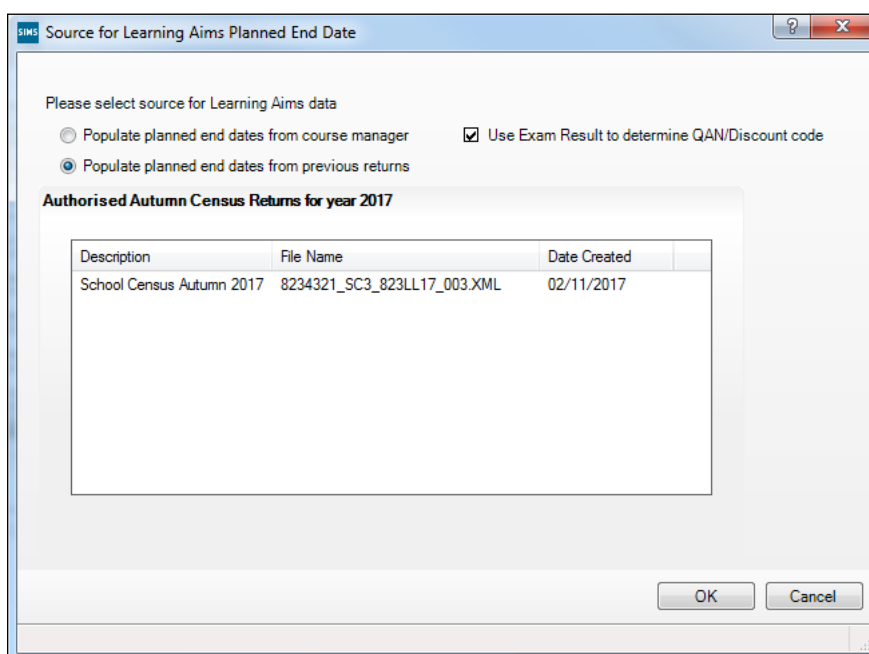 SIMS Source for Learning Aims Planned End Date ? X
Please select source for Learning Aims data
Populate planned end dates from course manager Use Exam Result to determine QAN/Discount code
Populate planned end dates from previous returns
Authorised Autumn Census Returns for year 2017
Description File Name Date Created
School Census Autumn 2017 8234321_SC3_823LL17_003.XML 02/11/2017
OK Cancel